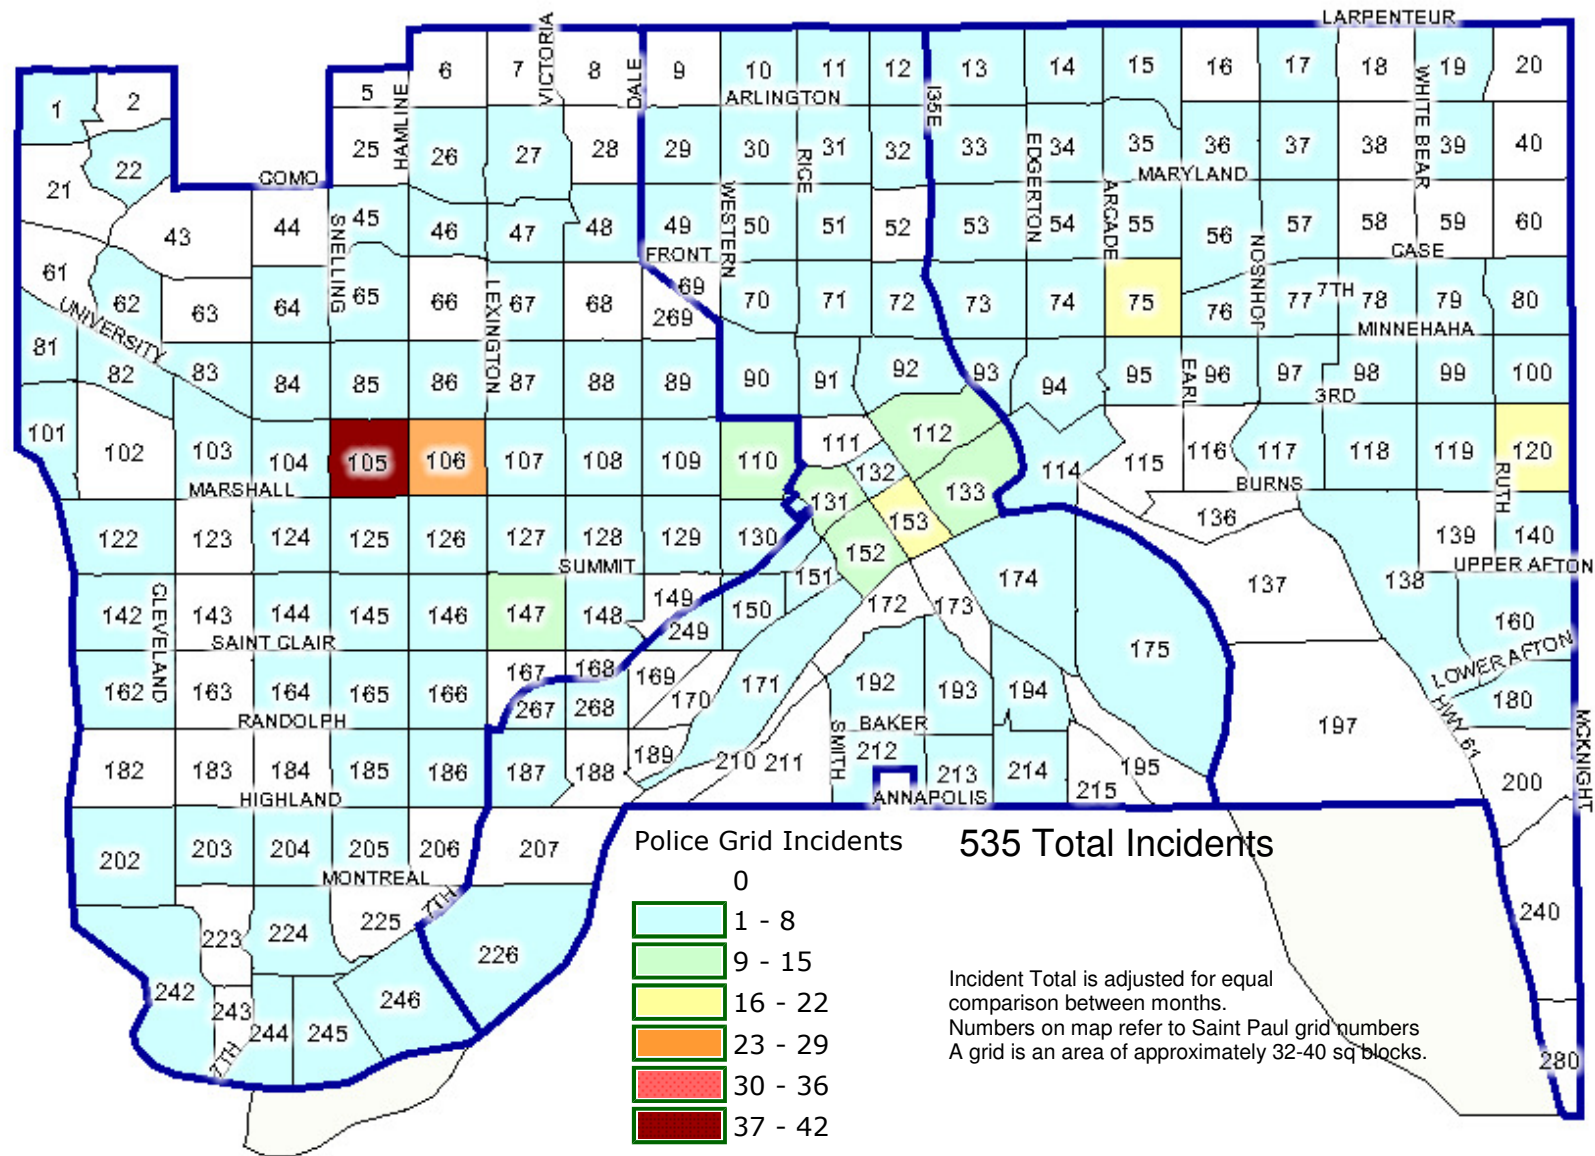 LARPENTEUR
VICTORIA
6 7 8 9 10 11 12 13 14 15 16 17 18 19 20
DALE
1 2 5
ARLINGTON
I35E
WHITE BEAR
HAMLINE
25 26 27 28 29 30 31 32 33 34 35 36 37 38 39 40
21 22
COMO
RICE
EDGERTON
MARYLAND
ARCADE
WESTERN
43 44 45 46 47 48 49 50 51 52 53 54 55 56 57 58 59 60
SNELLING
FRONT
CASE
JOHNSON
61 62 63 64 65 66 67 68 69 269 70 71 72 73 74 75 76 77 7TH 78 79 80
UNIVERSITY
LEXINGTON
MINNEHAHA
81 82 83 84 85 86 87 88 89 90 91 92 93 94 95 96 97 98 99 100
EARL
3RD
101 102 103 104 105 106 107 108 109 110 111 112 132 133 114 115 116 117 118 119 120
MARSHALL
BURNS
RUTH
122 123 124 125 126 127 128 129 130 131 152 153 136 139 140
SUMMIT
UPPER AFTON
142 143 144 145 146 147 148 149 249 150 151 172 173 174 137 138 160
CLEVELAND
SAINT CLAIR
LOWER AFTON
162 163 164 165 166 167 168 267 268 169 170 171 192 193 194 175 197 180
RANDOLPH
BAKER
SMITH
HWY 61
MCKNIGHT
182 183 184 185 186 187 188 189 210 211 212 213 214 215 195 200
HIGHLAND
ANNAPOLIS
202 203 204 205 206 207
MONTREAL
7TH
223 224 225 226 240
242 243 244 245 246 280
7TH
Police Grid Incidents
535 Total Incidents
0
1 - 8
9 - 15
16 - 22
23 - 29
30 - 36
37 - 42
Incident Total is adjusted for equal
comparison between months.
Numbers on map refer to Saint Paul grid numbers
A grid is an area of approximately 32-40 sq blocks.